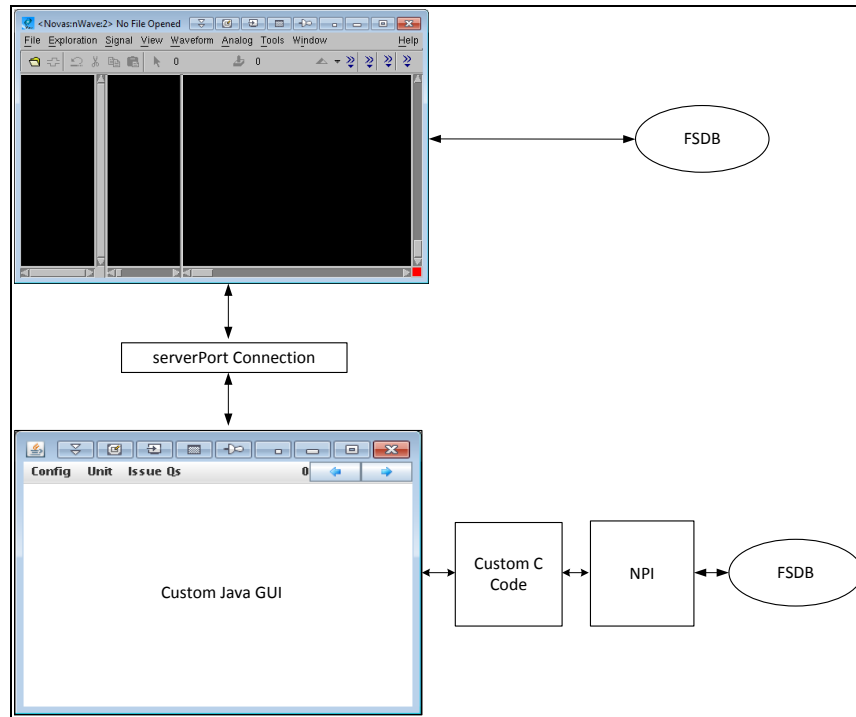 <Novas:nWave:2> No File Opened
File Exploration Signal View Waveform Analog Tools Window Help
0 0
FSDB
serverPort Connection
Config Unit Issue Qs 0
Custom Java GUI
Custom C
Code
NPI
FSDB